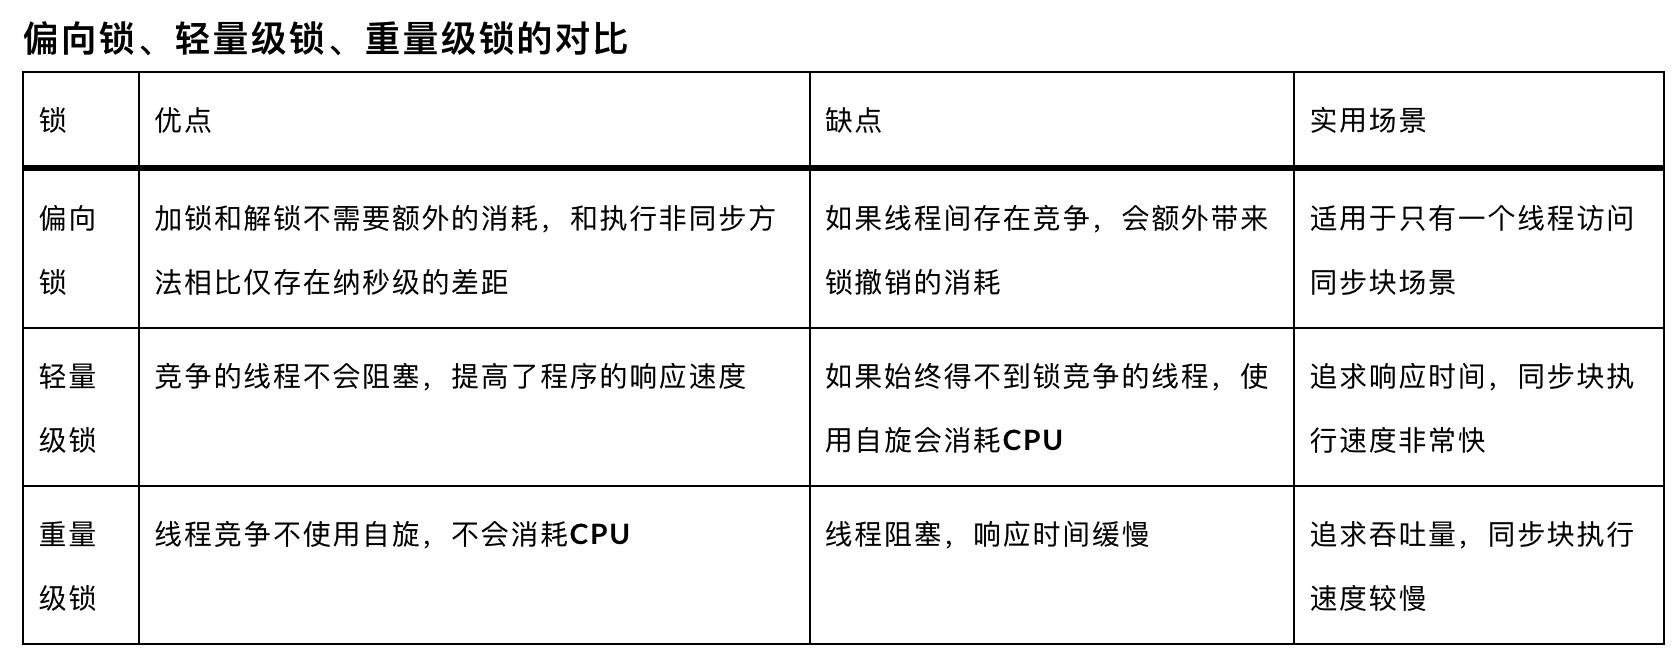 偏向锁、轻量级锁、重量级锁的对比
锁
优点
缺点
实用场景
偏向
锁
加锁和解锁不需要额外的消耗，和执行非同步方
法相比仅存在纳秒级的差距
如果线程间存在竞争，会额外带来
锁撤销的消耗
适用于只有一个线程访问
同步块场景
轻量
级锁
竞争的线程不会阻塞，提高了程序的响应速度
如果始终得不到锁竞争的线程，使
用自旋会消耗CPU
追求响应时间，同步块执
行速度非常快
重量
级锁
线程竞争不使用自旋，不会消耗CPU
线程阻塞，响应时间缓慢
追求吞吐量，同步块执行
速度较慢